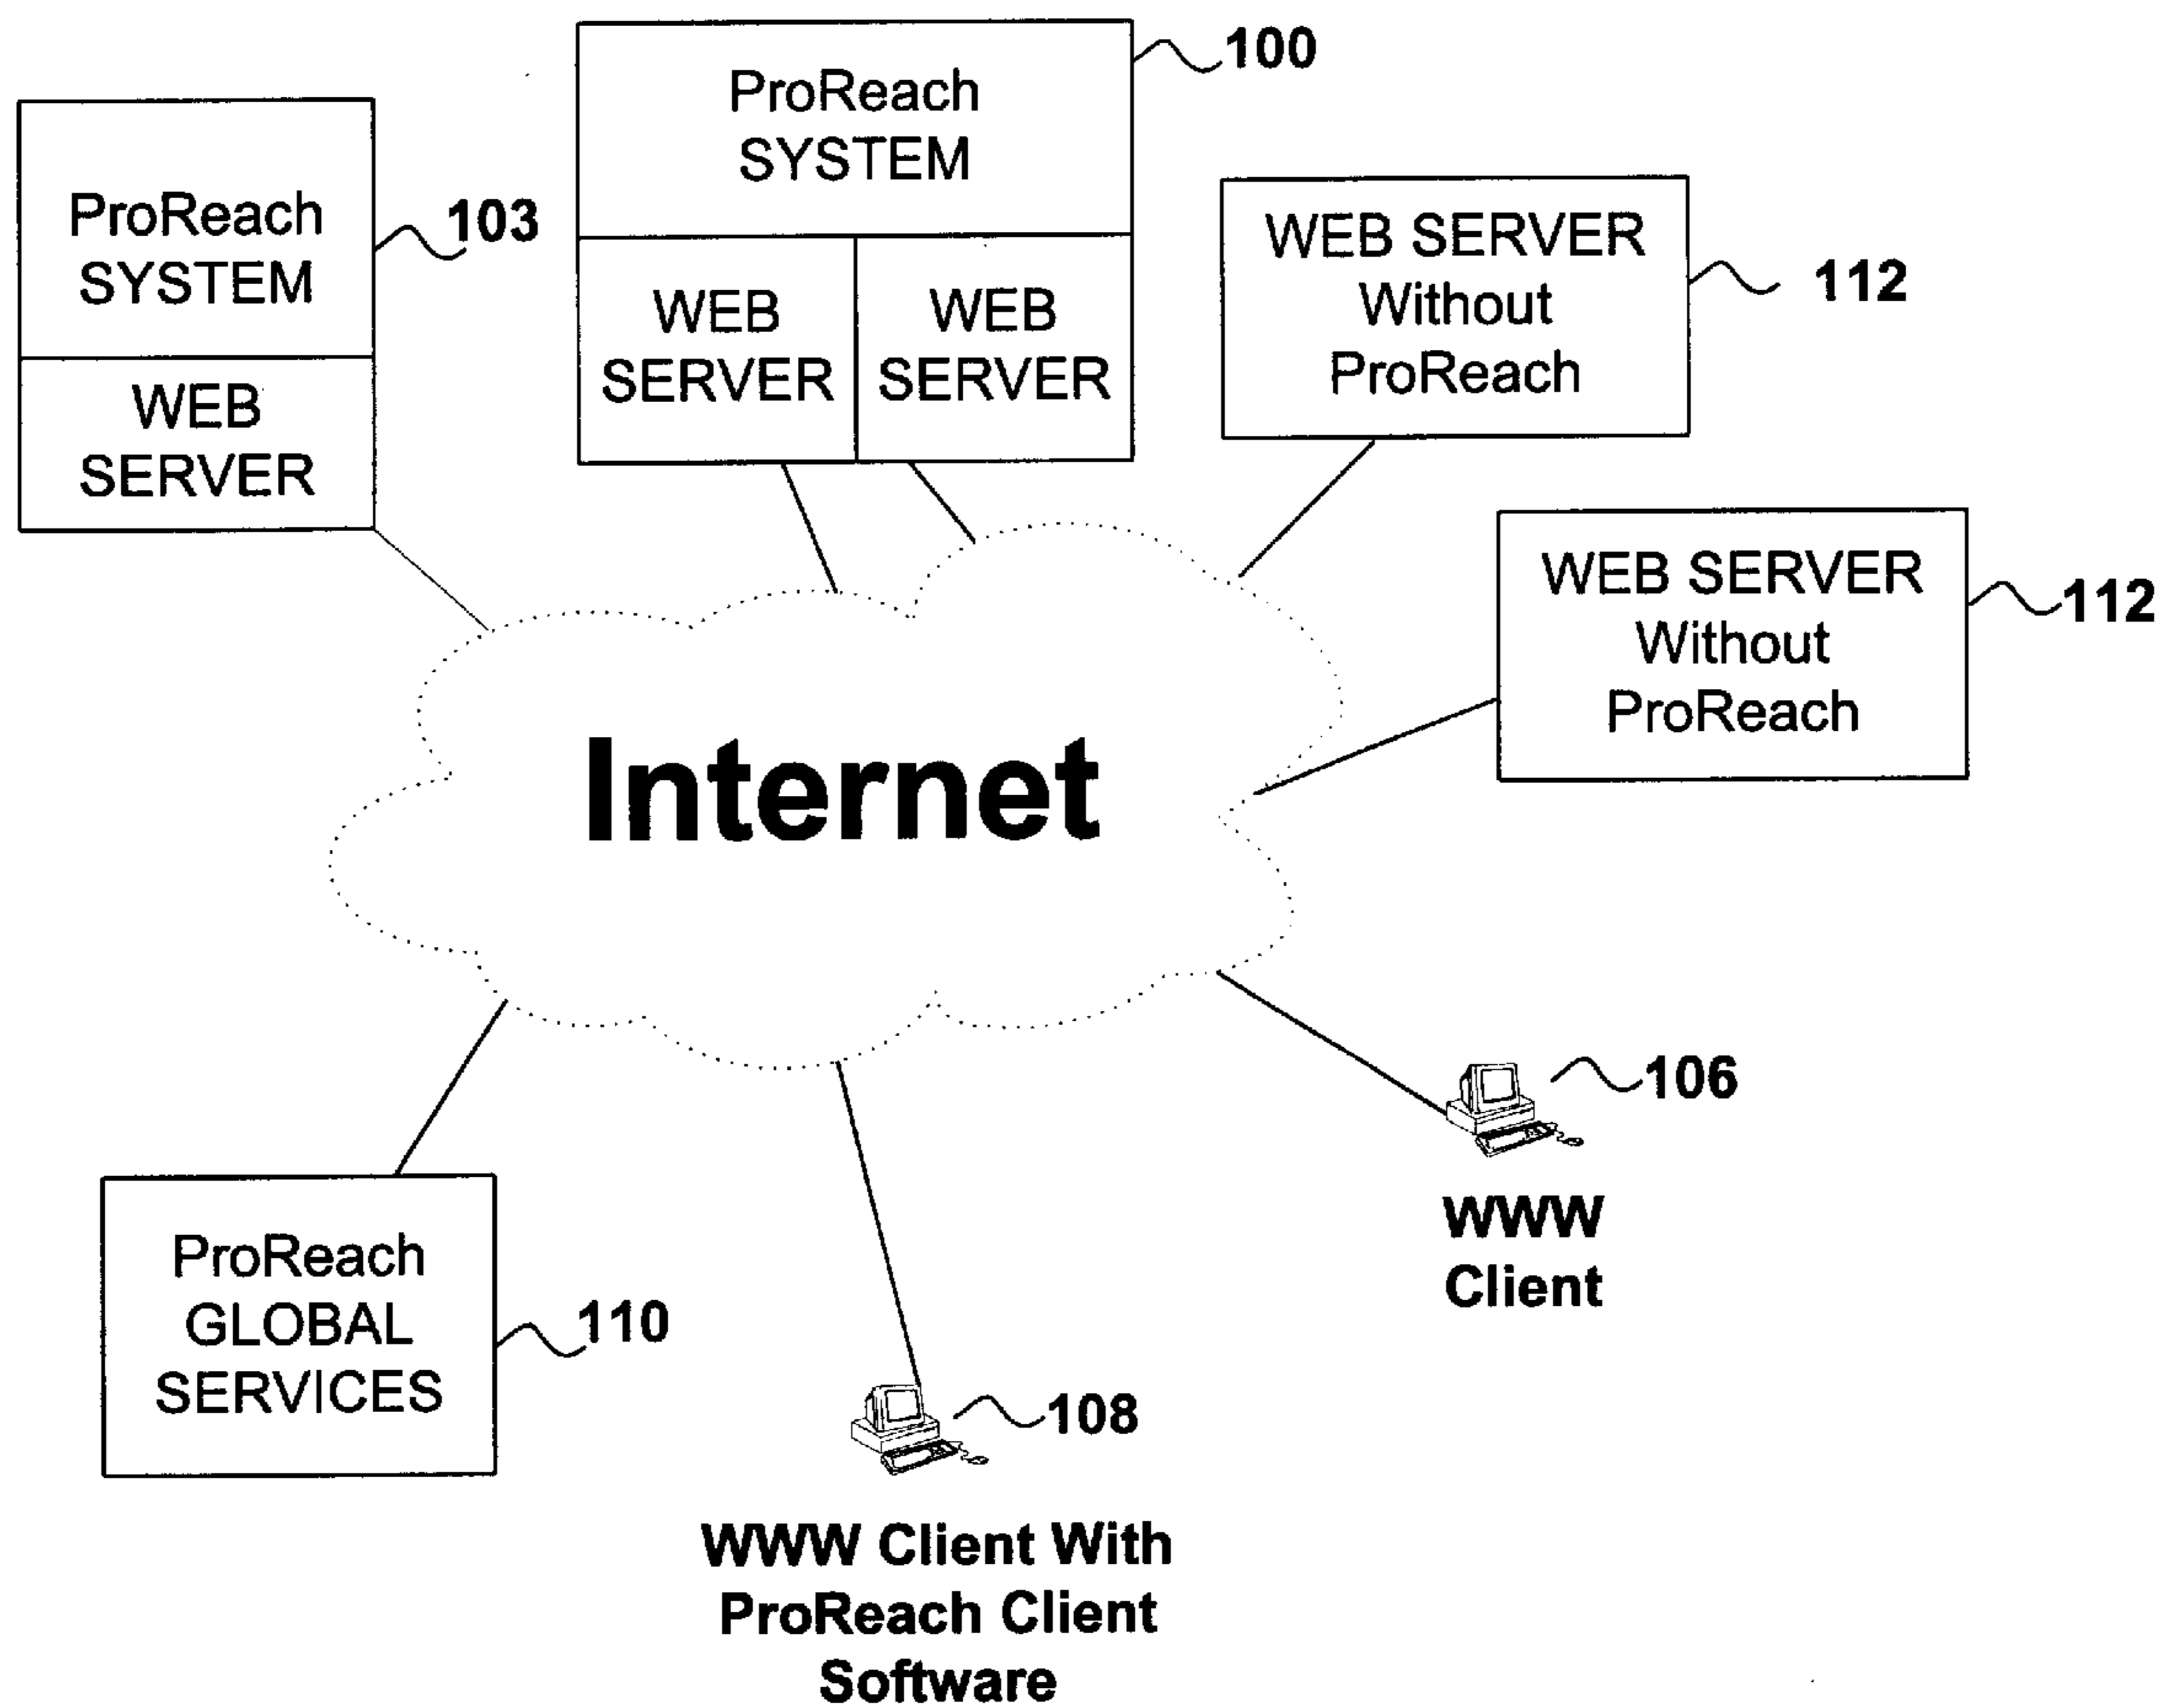 100
ProReach
SYSTEM
WEB
SERVER
WEB
SERVER
ProReach
SYSTEM
103
WEB
SERVER
WEB SERVER
Without
ProReach
112
WEB SERVER
Without
ProReach
112
Internet
106
WWW
Client
ProReach
GLOBAL
SERVICES
110
108
WWW Client With
ProReach Client
Software